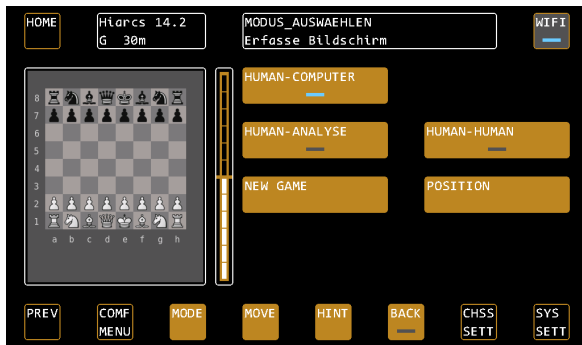 HOME
Hiarcs 14.2
G 30m
MODUS_AUSWAEHLEN
Erfasse Bildschirm
WIFI
HUMAN-COMPUTER
HUMAN-ANALYSE
HUMAN-HUMAN
NEW GAME
POSITION
8
7
6
5
4
3
2
1
a b c d e f g h
PREV
COMF
MENU
MODE
MOVE
HINT
BACK
CHSS
SETT
SYS
SETT